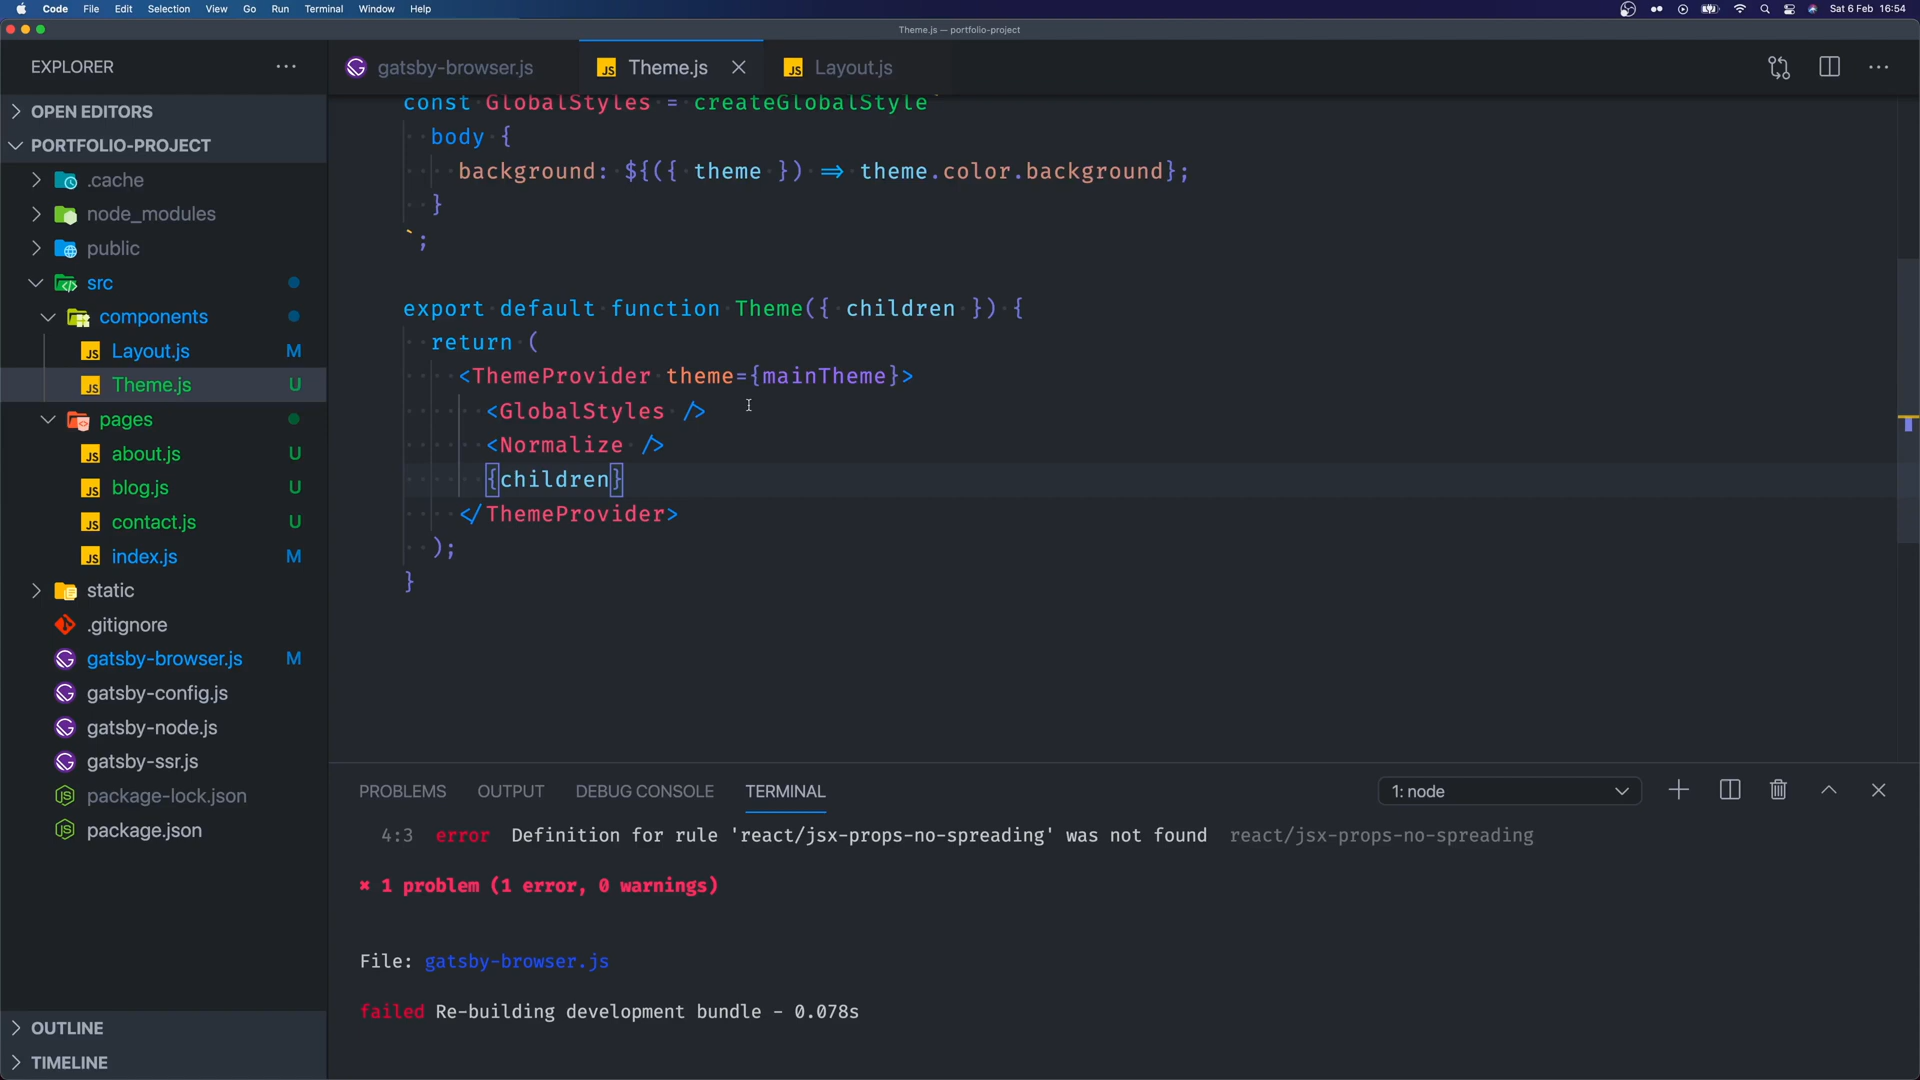 Code File Edit Selection View Go Run Terminal Window Help Sat 6 Feb 16:54
Theme.js — portfolio-project
EXPLORER
gatsby-browser.js
Theme.js
Layout.js
OPEN EDITORS
PORTFOLIO-PROJECT
.cache
node_modules
public
src
components
Layout.js M
Theme.js U
pages
about.js U
blog.js U
contact.js U
index.js M
static
.gitignore
gatsby-browser.js M
gatsby-config.js
gatsby-node.js
gatsby-ssr.js
package-lock.json
package.json
OUTLINE
TIMELINE
const GlobalStyles = createGlobalStyle`
body {
background: ${({ theme }) => theme.color.background};
}
`;
export default function Theme({ children }) {
return (
<ThemeProvider theme={mainTheme}>
<GlobalStyles />
<Normalize />
{children}
</ThemeProvider>
);
}
PROBLEMS OUTPUT DEBUG CONSOLE TERMINAL 1: node
4:3 error Definition for rule 'react/jsx-props-no-spreading' was not found react/jsx-props-no-spreading
✖ 1 problem (1 error, 0 warnings)
File: gatsby-browser.js
failed Re-building development bundle - 0.078s